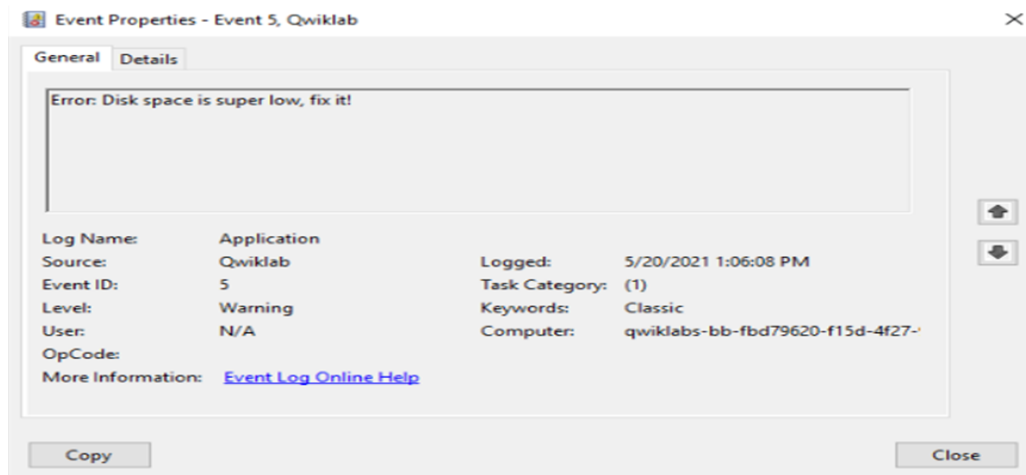 Event Properties - Event 5, Qwiklab
General Details
Error: Disk space is super low, fix it!
Log Name: Application
Source: Qwiklab Logged: 5/20/2021 1:06:08 PM
Event ID: 5 Task Category: (1)
Level: Warning Keywords: Classic
User: N/A Computer: qwiklabs-bb-fbd79620-f15d-4f27-
OpCode:
More Information: Event Log Online Help
Copy Close